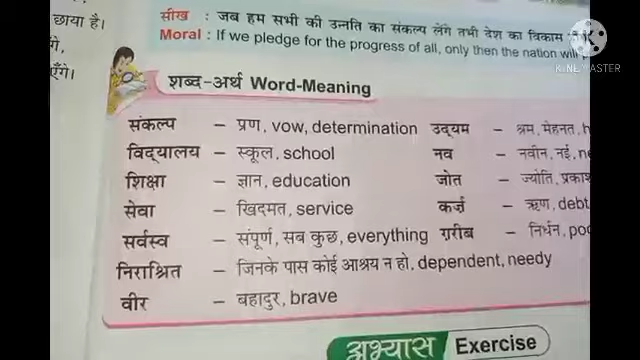 छाया है।
एँगे।
सीख : जब हम सभी की उन्नति का संकल्प लेंगे तभी देश का विकास
Moral : If we pledge for the progress of all, only then the nation will
KINEMASTER
शब्द-अर्थ Word-Meaning
संकल्प – प्रण, vow, determination उद्यम – श्रम, मेहनत,
विद्यालय – स्कूल, school नव – नवीन, नई,
शिक्षा – ज्ञान, education जोत – ज्योति, प्रकाश
सेवा – खिदमत, service कर्ज़ – ऋण, debt
सर्वस्व – संपूर्ण, सब कुछ, everything ग़रीब – निर्धन,
निराश्रित – जिनके पास कोई आश्रय न हो, dependent, needy
वीर – बहादुर, brave
अभ्यास Exercise